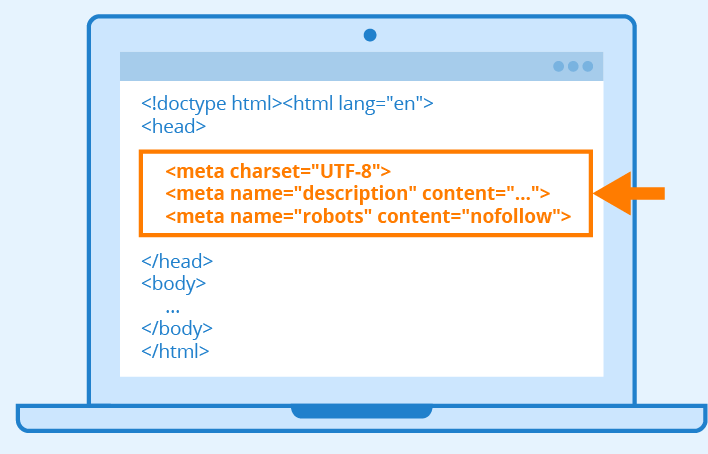 <!doctype html><html lang="en">
<head>
<meta charset="UTF-8">
<meta name="description" content="...">
<meta name="robots" content="nofollow">
</head>
<body>
...
</body>
</html>